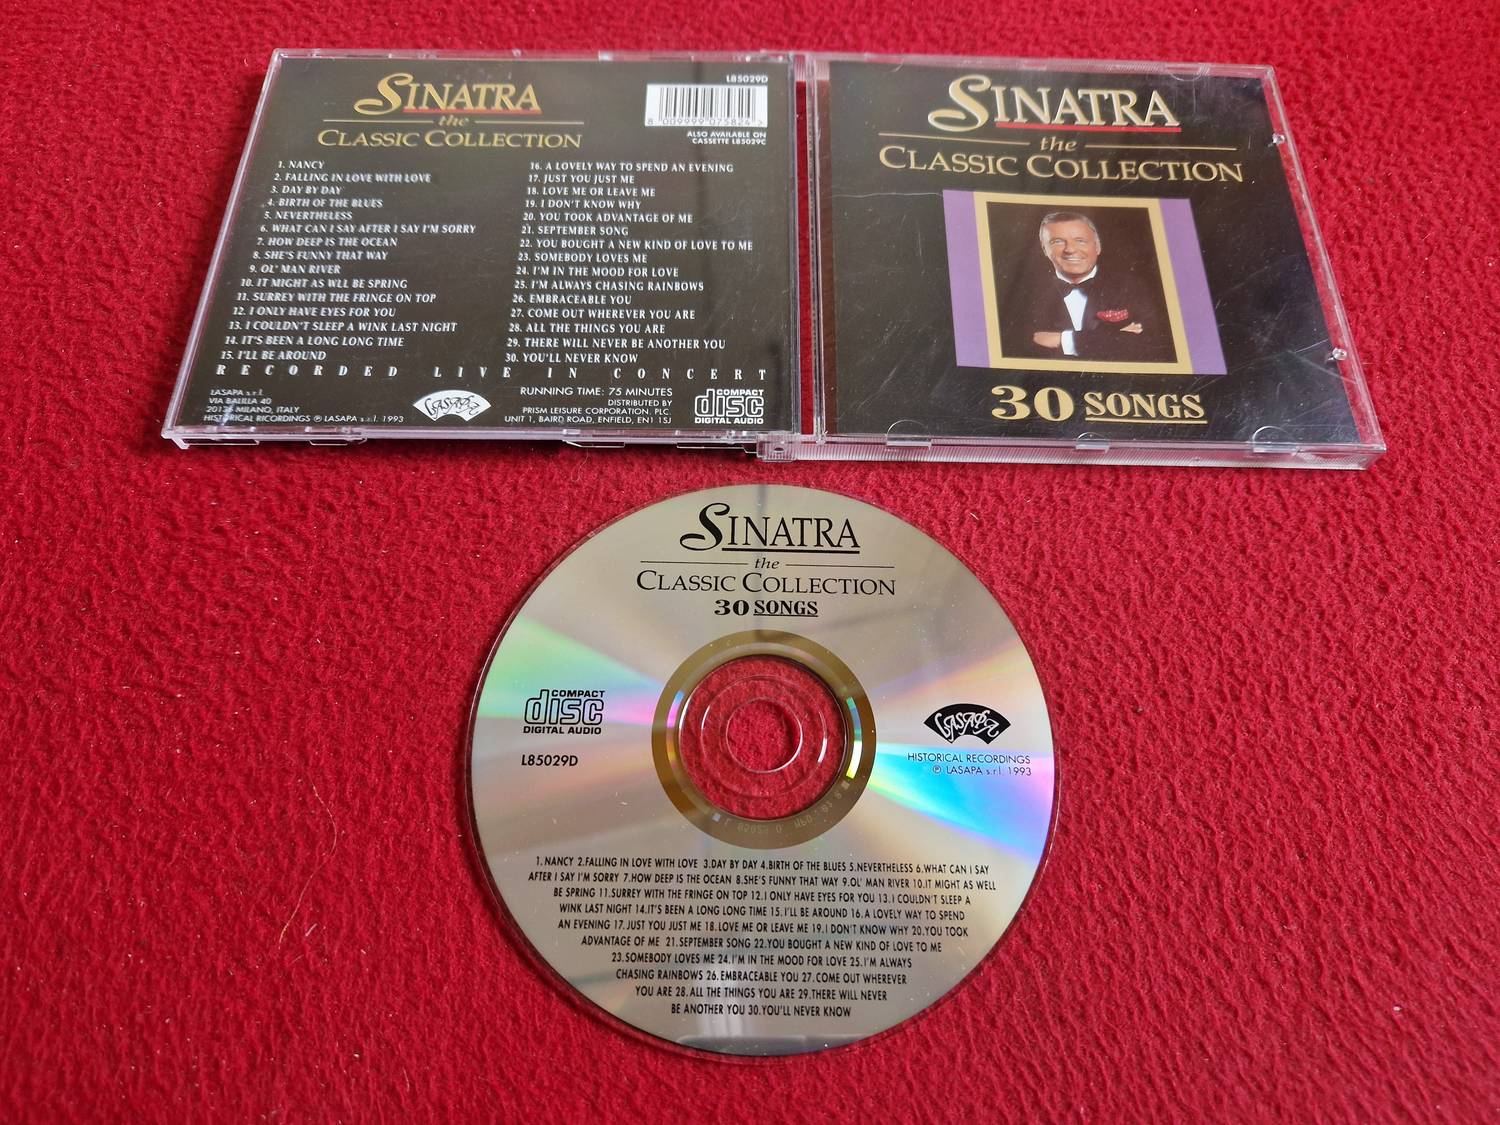 SINATRA
the
CLASSIC COLLECTION
L85029D
8 009999 075824 >
ALSO AVAILABLE ON
CASSETTE L85029C
1. NANCY
2. FALLING IN LOVE WITH LOVE
3. DAY BY DAY
4. BIRTH OF THE BLUES
5. NEVERTHELESS
6. WHAT CAN I SAY AFTER I SAY I'M SORRY
7. HOW DEEP IS THE OCEAN
8. SHE'S FUNNY THAT WAY
9. OL' MAN RIVER
10. IT MIGHT AS WLL BE SPRING
11. SURREY WITH THE FRINGE ON TOP
12. I ONLY HAVE EYES FOR YOU
13. I COULDN'T SLEEP A WINK LAST NIGHT
14. IT'S BEEN A LONG LONG TIME
15. I'LL BE AROUND
16. A LOVELY WAY TO SPEND AN EVENING
17. JUST YOU JUST ME
18. LOVE ME OR LEAVE ME
19. I DON'T KNOW WHY
20. YOU TOOK ADVANTAGE OF ME
21. SEPTEMBER SONG
22. YOU BOUGHT A NEW KIND OF LOVE TO ME
23. SOMEBODY LOVES ME
24. I'M IN THE MOOD FOR LOVE
25. I'M ALWAYS CHASING RAINBOWS
26. EMBRACEABLE YOU
27. COME OUT WHEREVER YOU ARE
28. ALL THE THINGS YOU ARE
29. THERE WILL NEVER BE ANOTHER YOU
30. YOU'LL NEVER KNOW
RECORDED LIVE IN CONCERT
LASAPA s.r.l.
VIA BALILLA 40
20136 MILANO, ITALY
HISTORICAL RICORDINGS ℗ LASAPA s.r.l. 1993
LASAPA
RUNNING TIME: 75 MINUTES
DISTRIBUTED BY
PRISM LEISURE CORPORATION. PLC.
UNIT 1, BAIRD ROAD, ENFIELD, EN1 1SJ
COMPACT
disc
DIGITAL AUDIO
SINATRA
the
CLASSIC COLLECTION
30 SONGS
SINATRA
the
CLASSIC COLLECTION
30 SONGS
COMPACT
disc
DIGITAL AUDIO
L85029D
LASAPA
HISTORICAL RECORDINGS
℗ LASAPA s.r.l. 1993
1. NANCY 2.FALLING IN LOVE WITH LOVE 3.DAY BY DAY 4.BIRTH OF THE BLUES 5.NEVERTHELESS 6.WHAT CAN I SAY
AFTER I SAY I'M SORRY 7.HOW DEEP IS THE OCEAN 8.SHE'S FUNNY THAT WAY 9.OL' MAN RIVER 10.IT MIGHT AS WELL
BE SPRING 11.SURREY WITH THE FRINGE ON TOP 12.I ONLY HAVE EYES FOR YOU 13.I COULDN'T SLEEP A
WINK LAST NIGHT 14.IT'S BEEN A LONG LONG TIME 15.I'LL BE AROUND 16.A LOVELY WAY TO SPEND
AN EVENING 17.JUST YOU JUST ME 18.LOVE ME OR LEAVE ME 19.I DON'T KNOW WHY 20.YOU TOOK
ADVANTAGE OF ME 21.SEPTEMBER SONG 22.YOU BOUGHT A NEW KIND OF LOVE TO ME
23.SOMEBODY LOVES ME 24.I'M IN THE MOOD FOR LOVE 25.I'M ALWAYS
CHASING RAINBOWS 26.EMBRACEABLE YOU 27.COME OUT WHEREVER
YOU ARE 28.ALL THE THINGS YOU ARE 29.THERE WILL NEVER
BE ANOTHER YOU 30.YOU'LL NEVER KNOW